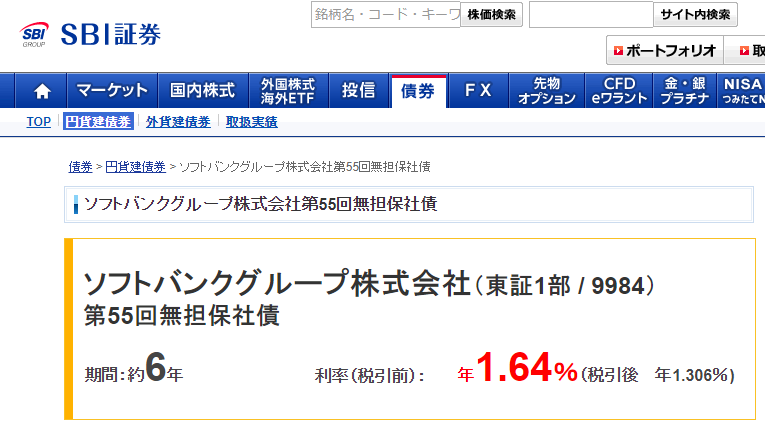 SBI GROUP SBI証券
銘柄名・コード・キーワ 株価検索 サイト内検索
ポートフォリオ 取
マーケット 国内株式 外国株式 海外ETF 投信 債券 FX 先物 オプション CFD eワラント 金・銀 プラチナ NISA つみたてN
TOP 円貨建債券 外貨建債券 取扱実績
債券 > 円貨建債券 > ソフトバンクグループ株式会社第55回無担保社債
ソフトバンクグループ株式会社第55回無担保社債
ソフトバンクグループ株式会社（東証1部 / 9984）
第55回無担保社債
期間：約6年 利率（税引前）： 年1.64%（税引後 年1.306%)